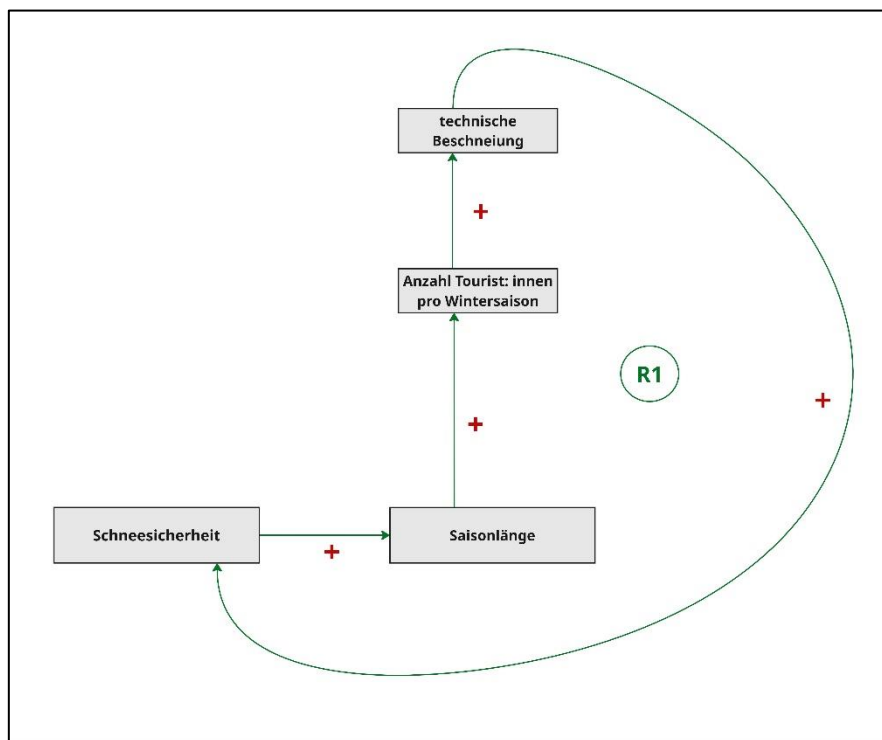 technische
Beschneiung
+
Anzahl Tourist: innen
pro Wintersaison
R1
+
+
Schneesicherheit
Saisonlänge
+